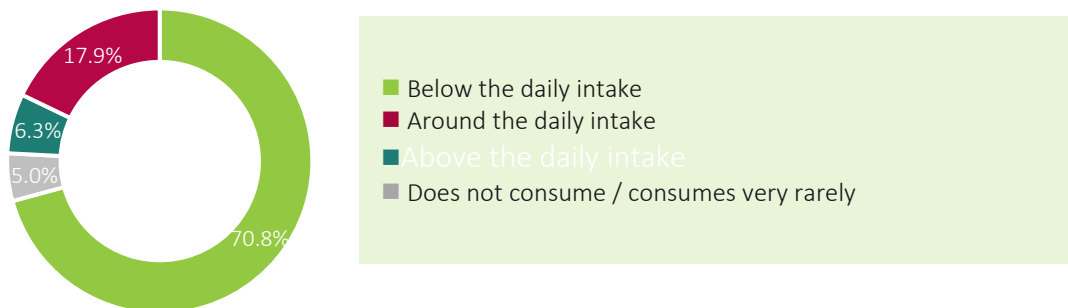 17.9%
6.3%
5.0%
70.8%
Below the daily intake
Around the daily intake
Above the daily intake
Does not consume / consumes very rarely